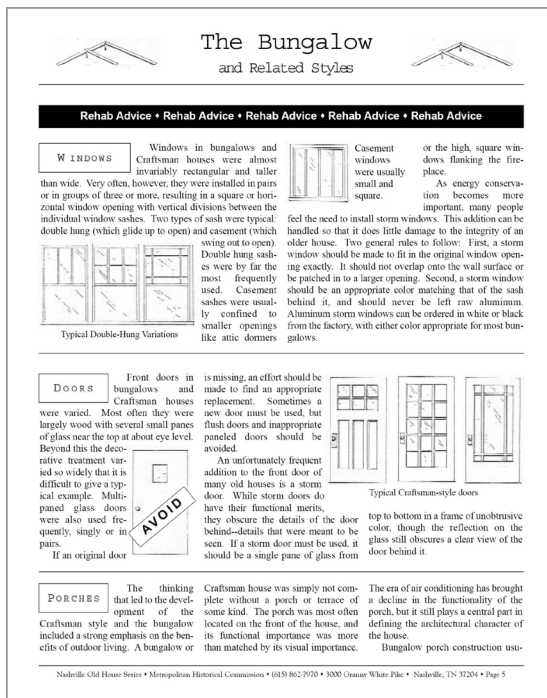 The Bungalow
and Related Styles
Rehab Advice • Rehab Advice • Rehab Advice • Rehab Advice • Rehab Advice
WINDOWS
Windows in bungalows and
Craftsman houses were almost
invariably rectangular and taller
than wide. Very often, however, they were installed in pairs
or in groups of three or more, resulting in a square or hori-
zontal window opening with vertical divisions between the
individual window sashes. Two types of sash were typical:
double hung (which glide up to open) and casement (which
swing out to open).
Double hung sash-
es were by far the
most frequently
used. Casement
sashes were usual-
ly confined to
smaller openings
like attic dormers
Typical Double-Hung Variations
Casement
windows
were usually
small and
square.
or the high, square win-
dows flanking the fire-
place.
As energy conserva-
tion becomes more
important, many people
feel the need to install storm windows. This addition can be
handled so that it does little damage to the integrity of an
older house. Two general rules to follow: First, a storm
window should be made to fit in the original window open-
ing exactly. It should not overlap onto the wall surface or
be patched in to a larger opening. Second, a storm window
should be an appropriate color matching that of the sash
behind it, and should never be left raw aluminum.
Aluminum storm windows can be ordered in white or black
from the factory, with either color appropriate for most bun-
galows.
DOORS
Front doors in
bungalows and
Craftsman houses
were varied. Most often they were
largely wood with several small panes
of glass near the top at about eye level.
Beyond this the deco-
rative treatment var-
ied so widely that it is
difficult to give a typ-
ical example. Multi-
paned glass doors
were also used fre-
quently, singly or in
pairs.
If an original door
AVOID
is missing, an effort should be
made to find an appropriate
replacement. Sometimes a
new door must be used, but
flush doors and inappropriate
paneled doors should be
avoided.
An unfortunately frequent
addition to the front door of
many old houses is a storm
door. While storm doors do
have their functional merits,
they obscure the details of the door
behind--details that were meant to be
seen. If a storm door must be used, it
should be a single pane of glass from
Typical Craftsman-style doors
top to bottom in a frame of unobtrusive
color, though the reflection on the
glass still obscures a clear view of the
door behind it.
PORCHES
The thinking
that led to the devel-
opment of the
Craftsman style and the bungalow
included a strong emphasis on the ben-
efits of outdoor living. A bungalow or
Craftsman house was simply not com-
plete without a porch or terrace of
some kind. The porch was most often
located on the front of the house, and
its functional importance was more
than matched by its visual importance.
The era of air conditioning has brought
a decline in the functionality of the
porch, but it still plays a central part in
defining the architectural character of
the house.
Bungalow porch construction usu-
Nashville Old House Series • Metropolitan Historical Commission • (615) 862-7970 • 3000 Granny White Pike • Nashville, TN 37204 • Page 5